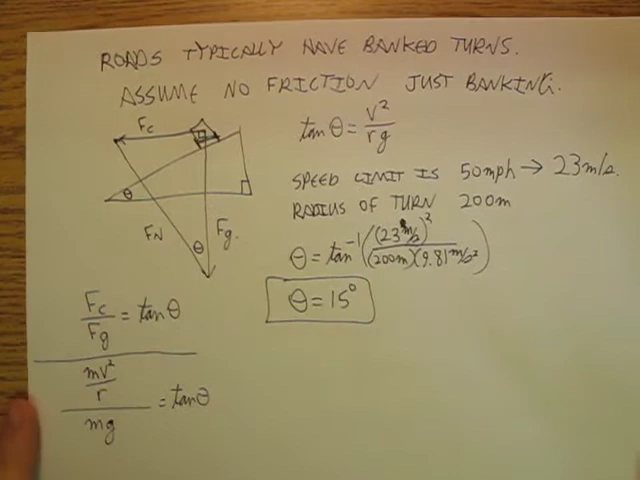 ROADS TYPICALLY HAVE BANKED TURNS.
ASSUME NO FRICTION JUST BANKING.
Fc
θ
FN
θ
Fg.
tan θ = v²/rg
SPEED LIMIT IS 50mph → 23m/s.
RADIUS OF TURN 200m
θ = tan⁻¹((23m/s)²/(200m)(9.81m/s²))
θ = 15°
Fc/Fg = tan θ
mv²/r/mg = tan θ